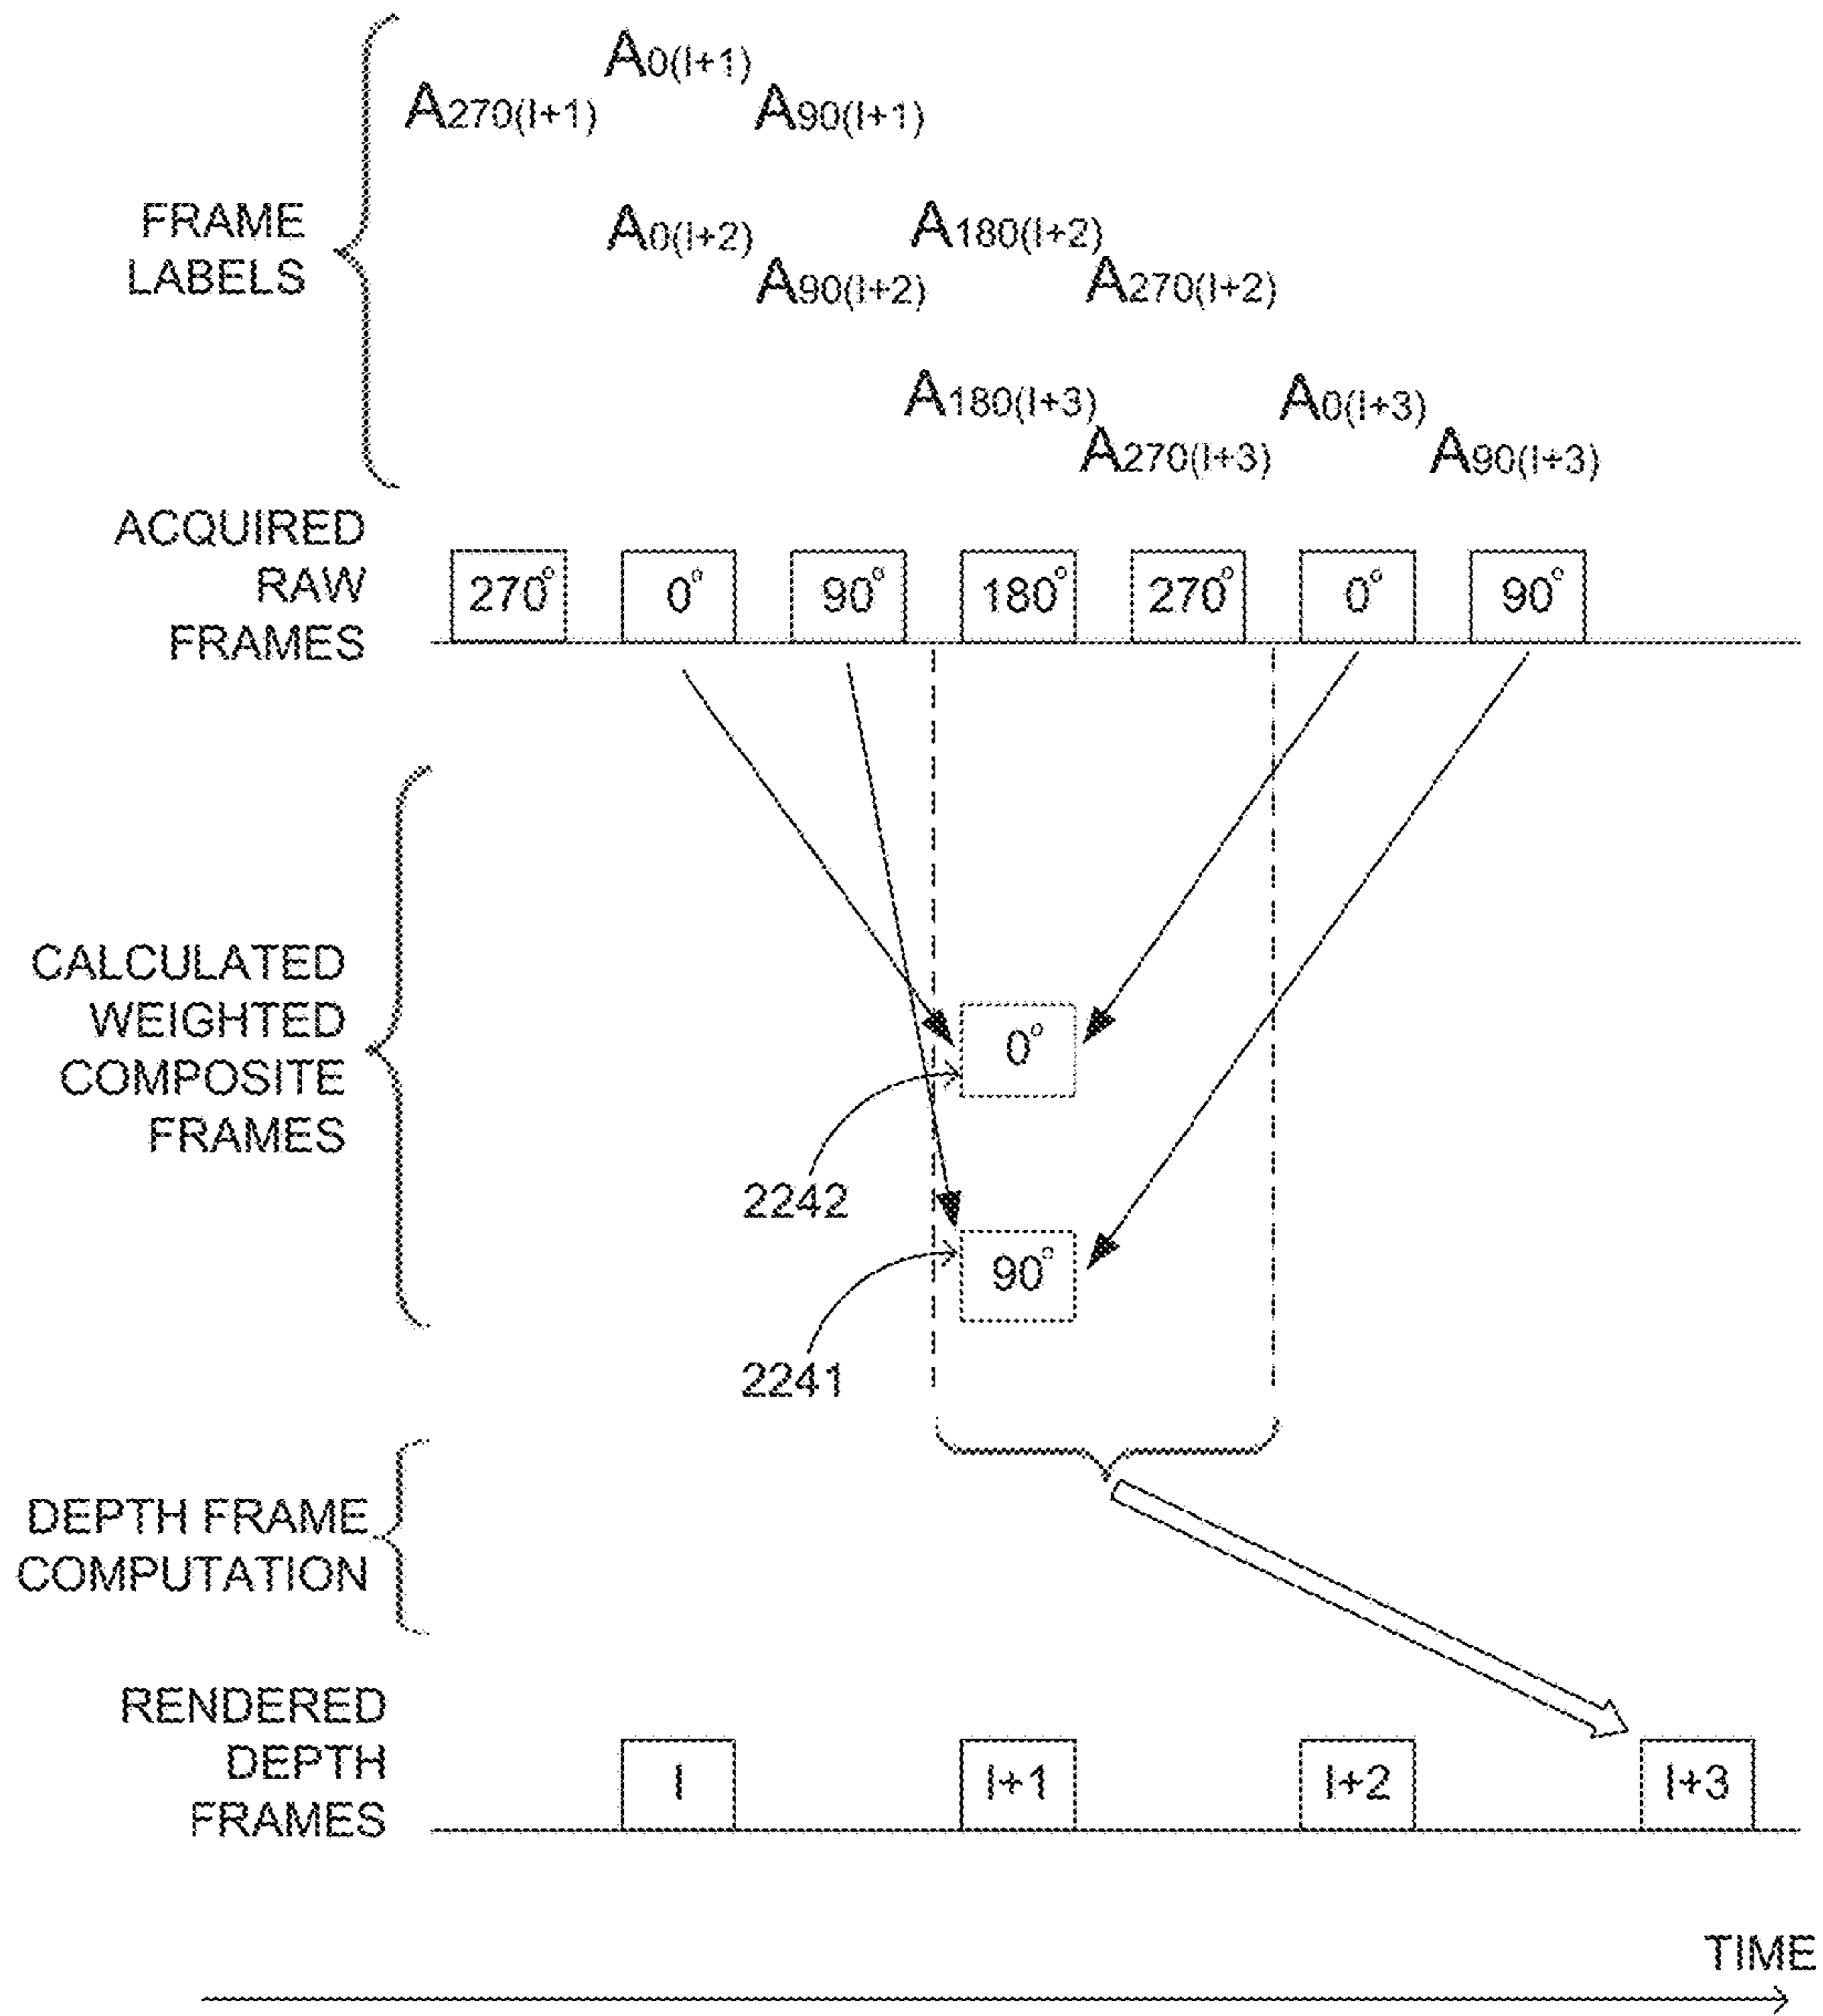 A0(I+1)
A270(I+1) A90(I+1)
FRAME
LABELS
A0(I+2) A180(I+2)
A90(I+2) A270(I+2)
A180(I+3) A0(I+3)
A270(I+3) A90(I+3)
ACQUIRED
RAW
FRAMES
270° 0° 90° 180° 270° 0° 90°
CALCULATED
WEIGHTED
COMPOSITE
FRAMES
0°
2242
90°
2241
DEPTH FRAME
COMPUTATION
RENDERED
DEPTH
FRAMES
I I+1 I+2 I+3
TIME